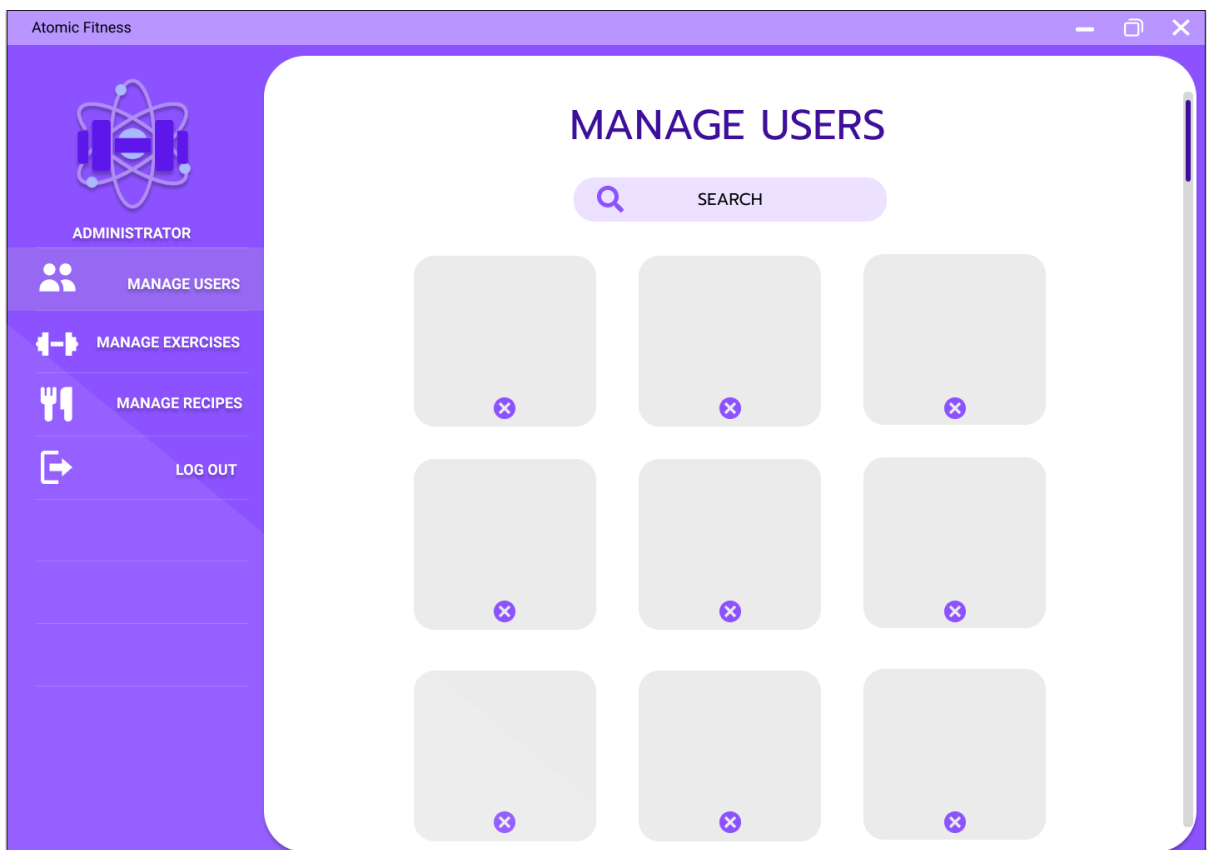 Atomic Fitness
MANAGE USERS
SEARCH
ADMINISTRATOR
MANAGE USERS
MANAGE EXERCISES
MANAGE RECIPES
LOG OUT